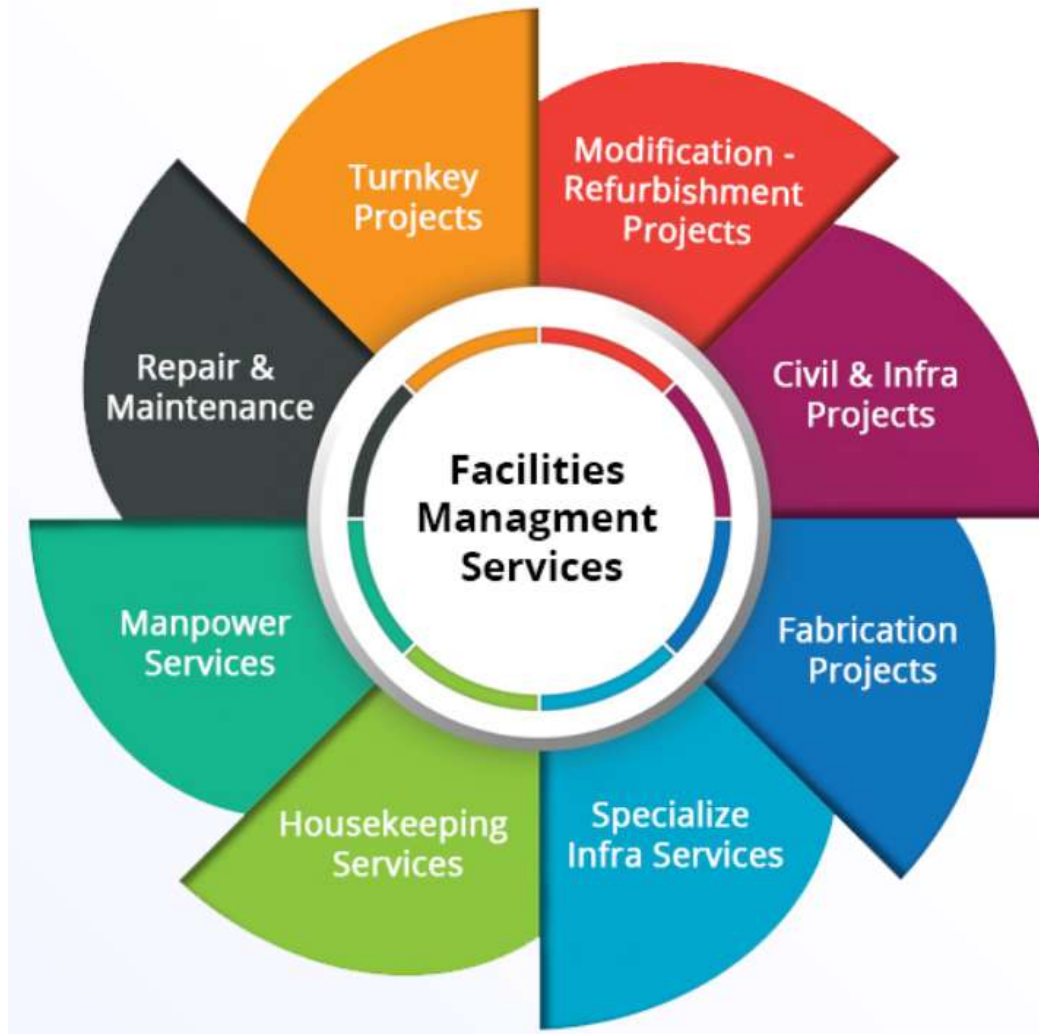 Turnkey
Projects
Modification -
Refurbishment
Projects
Civil & Infra
Projects
Fabrication
Projects
Specialize
Infra Services
Housekeeping
Services
Manpower
Services
Repair &
Maintenance
Facilities
Managment
Services